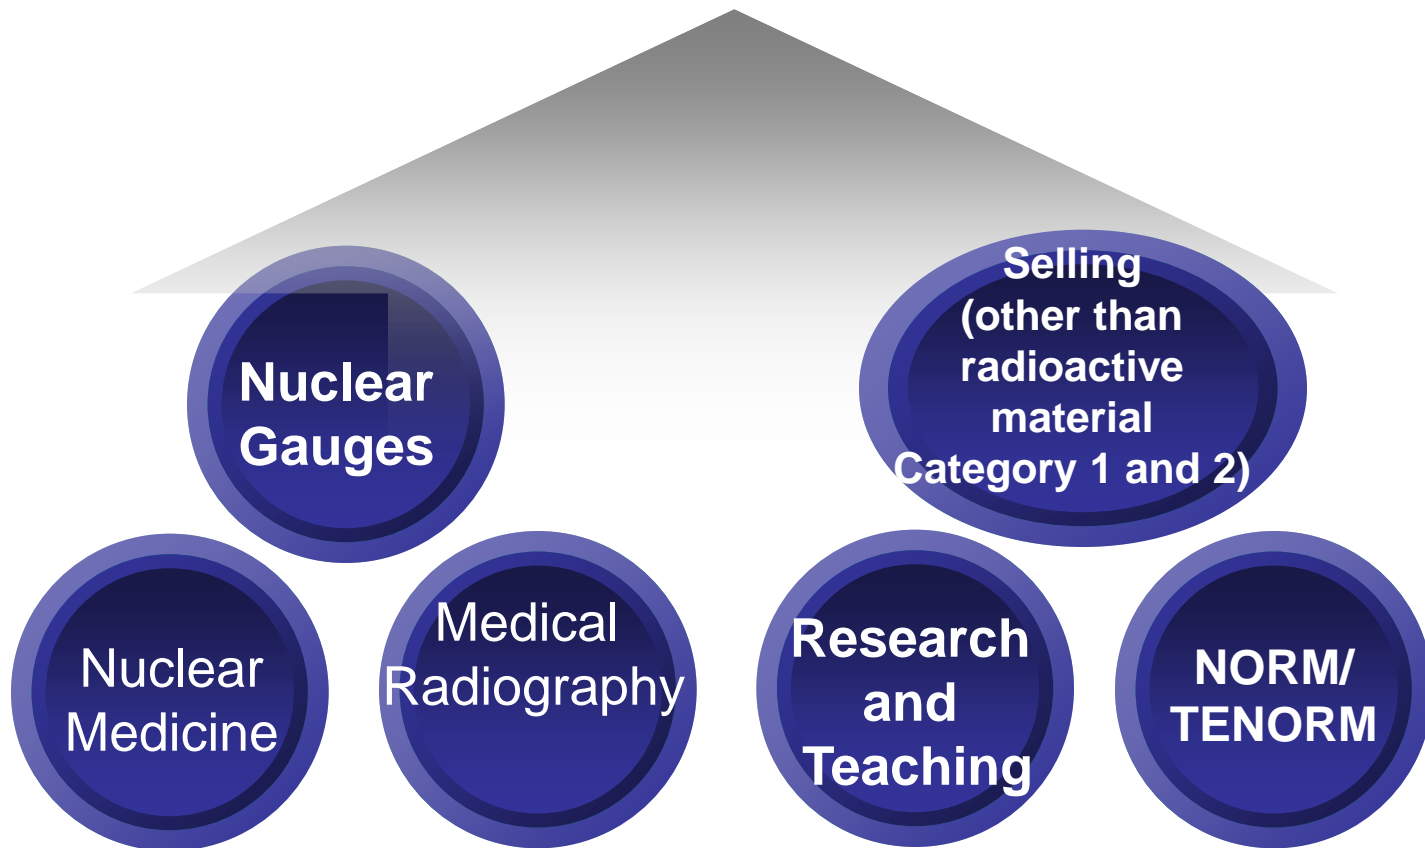 Nuclear
Gauges
Selling
(other than
radioactive
material
Category 1 and 2)
Nuclear
Medicine
Medical
Radiography
Research
and
Teaching
NORM/
TENORM